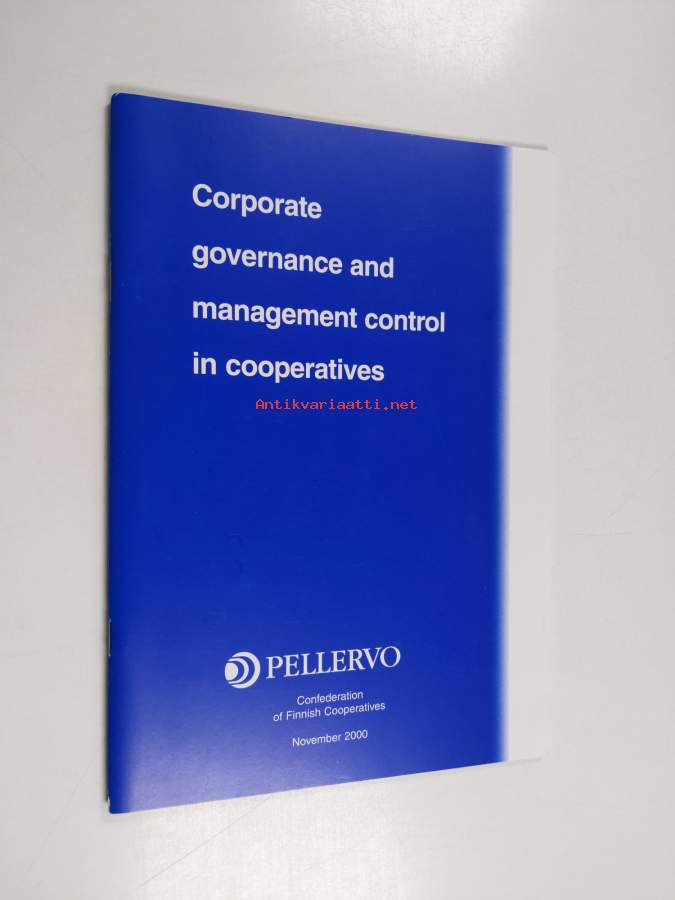 Corporate
governance and
management control
in cooperatives
Antikvariaatti.net
PELLERVO
Confederation
of Finnish Cooperatives
November 2000